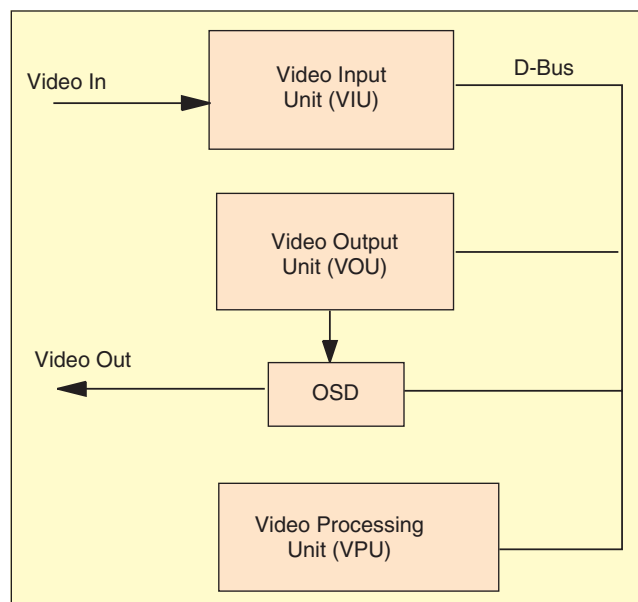 Video In
Video Input
Unit (VIU)
D-Bus
Video Output
Unit (VOU)
Video Out
OSD
Video Processing
Unit (VPU)